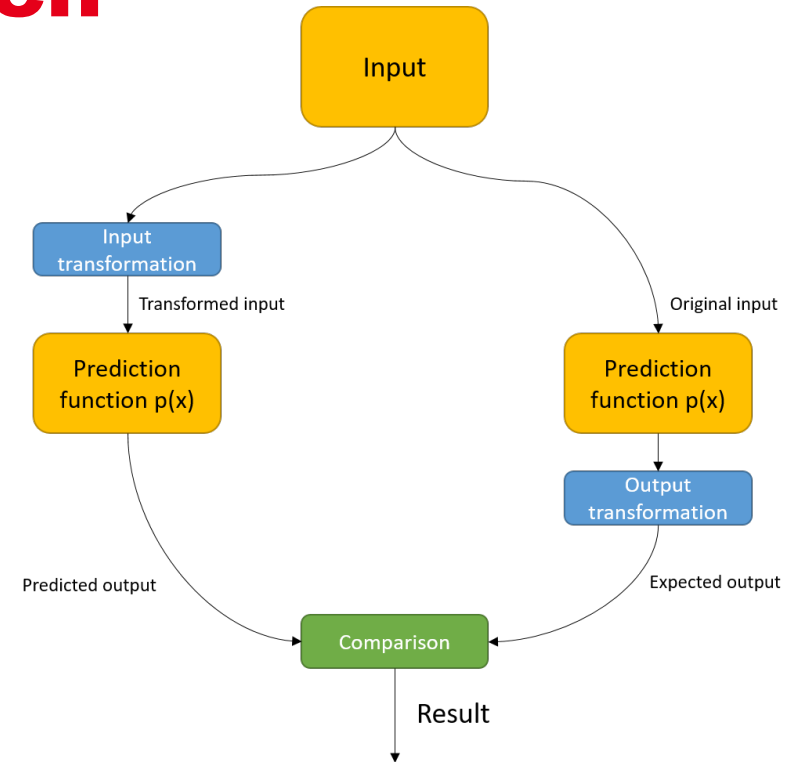 Input
Input
transformation
Transformed input
Original input
Prediction
function p(x)
Prediction
function p(x)
Output
transformation
Predicted output
Expected output
Comparison
Result